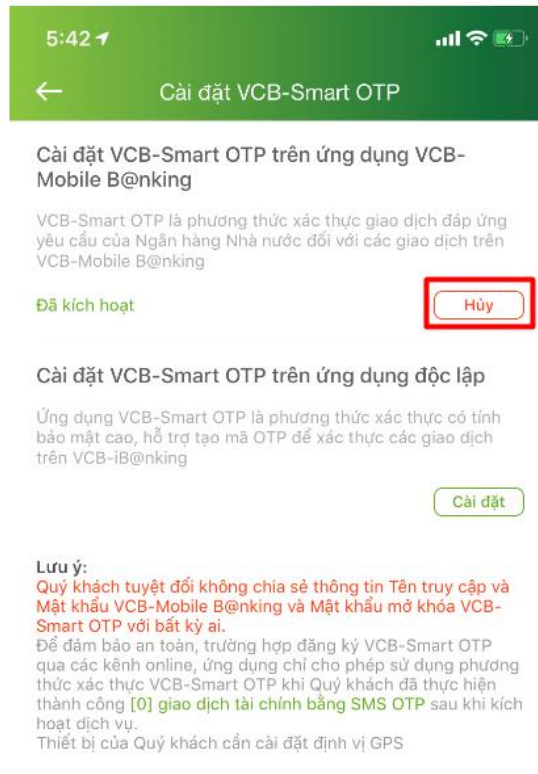 5:42
Cài đặt VCB-Smart OTP
Cài đặt VCB-Smart OTP trên ứng dụng VCB-
Mobile B@nking
VCB-Smart OTP là phương thức xác thực giao dịch đáp ứng
yêu cầu của Ngân hàng Nhà nước đối với các giao dịch trên
VCB-Mobile B@nking
Đã kích hoạt
Hủy
Cài đặt VCB-Smart OTP trên ứng dụng độc lập
Ứng dụng VCB-Smart OTP là phương thức xác thực có tính
bảo mật cao, hỗ trợ tạo mã OTP để xác thực các giao dịch
trên VCB-iB@nking
Cài đặt
Lưu ý:
Quý khách tuyệt đối không chia sẻ thông tin Tên truy cập và
Mật khẩu VCB-Mobile B@nking và Mật khẩu mở khóa VCB-
Smart OTP với bất kỳ ai.
Để đảm bảo an toàn, trường hợp đăng ký VCB-Smart OTP
qua các kênh online, ứng dụng chỉ cho phép sử dụng phương
thức xác thực VCB-Smart OTP khi Quý khách đã thực hiện
thành công [0] giao dịch tài chính bằng SMS OTP sau khi kích
hoạt dịch vụ.
Thiết bị của Quý khách cần cài đặt định vị GPS